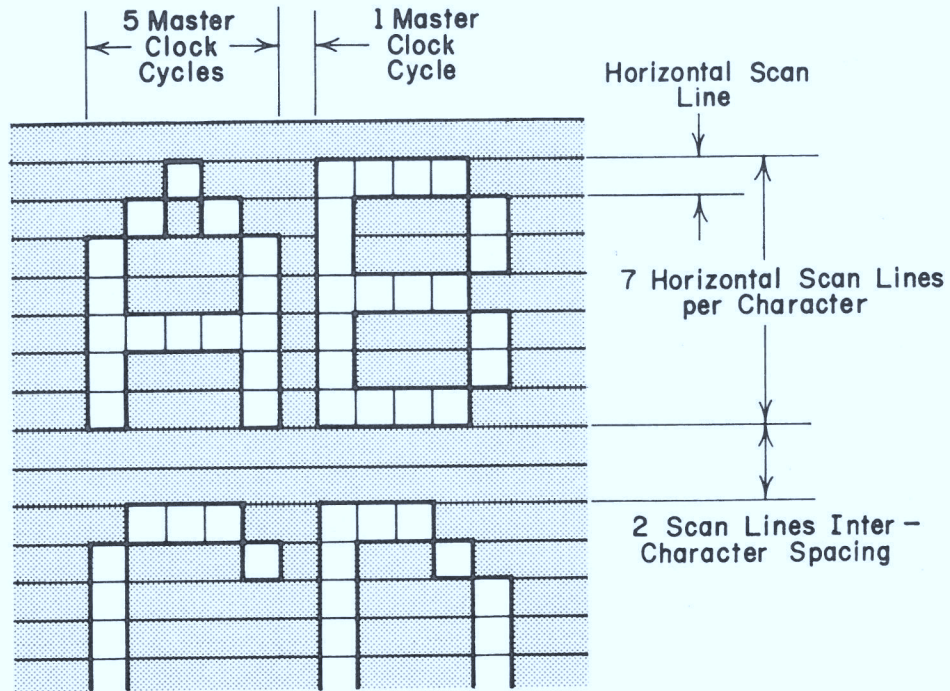 5 Master
Clock
Cycles
1 Master
Clock
Cycle
Horizontal Scan
Line
7 Horizontal Scan Lines
per Character
2 Scan Lines Inter-
Character Spacing